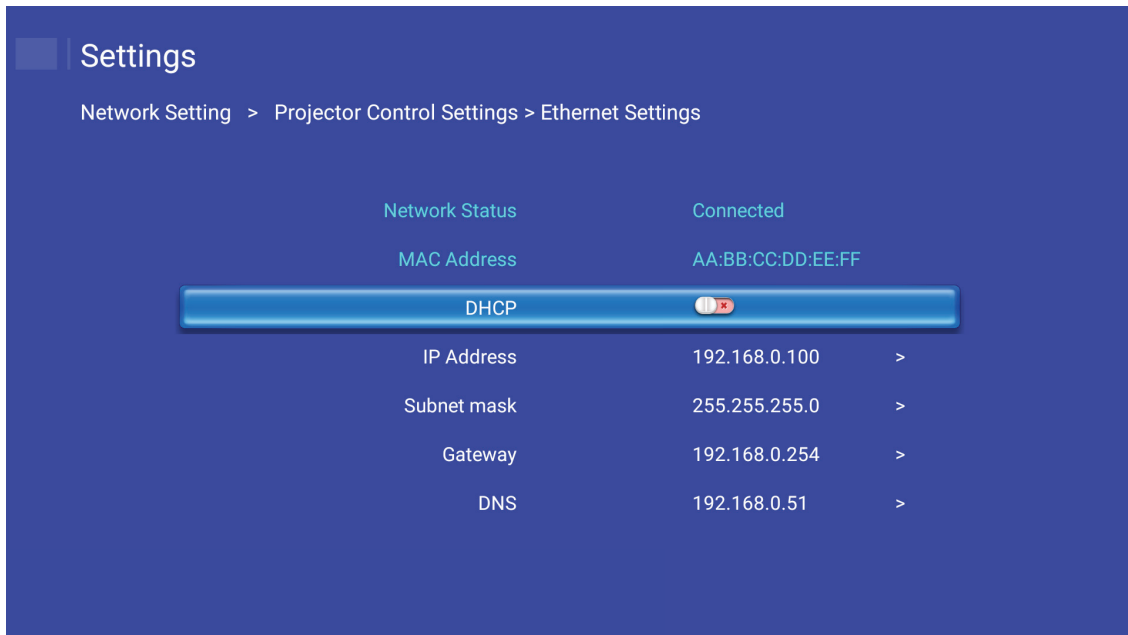 Settings
Network Setting > Projector Control Settings > Ethernet Settings
Network Status Connected
MAC Address AA:BB:CC:DD:EE:FF
DHCP
IP Address 192.168.0.100 >
Subnet mask 255.255.255.0 >
Gateway 192.168.0.254 >
DNS 192.168.0.51 >